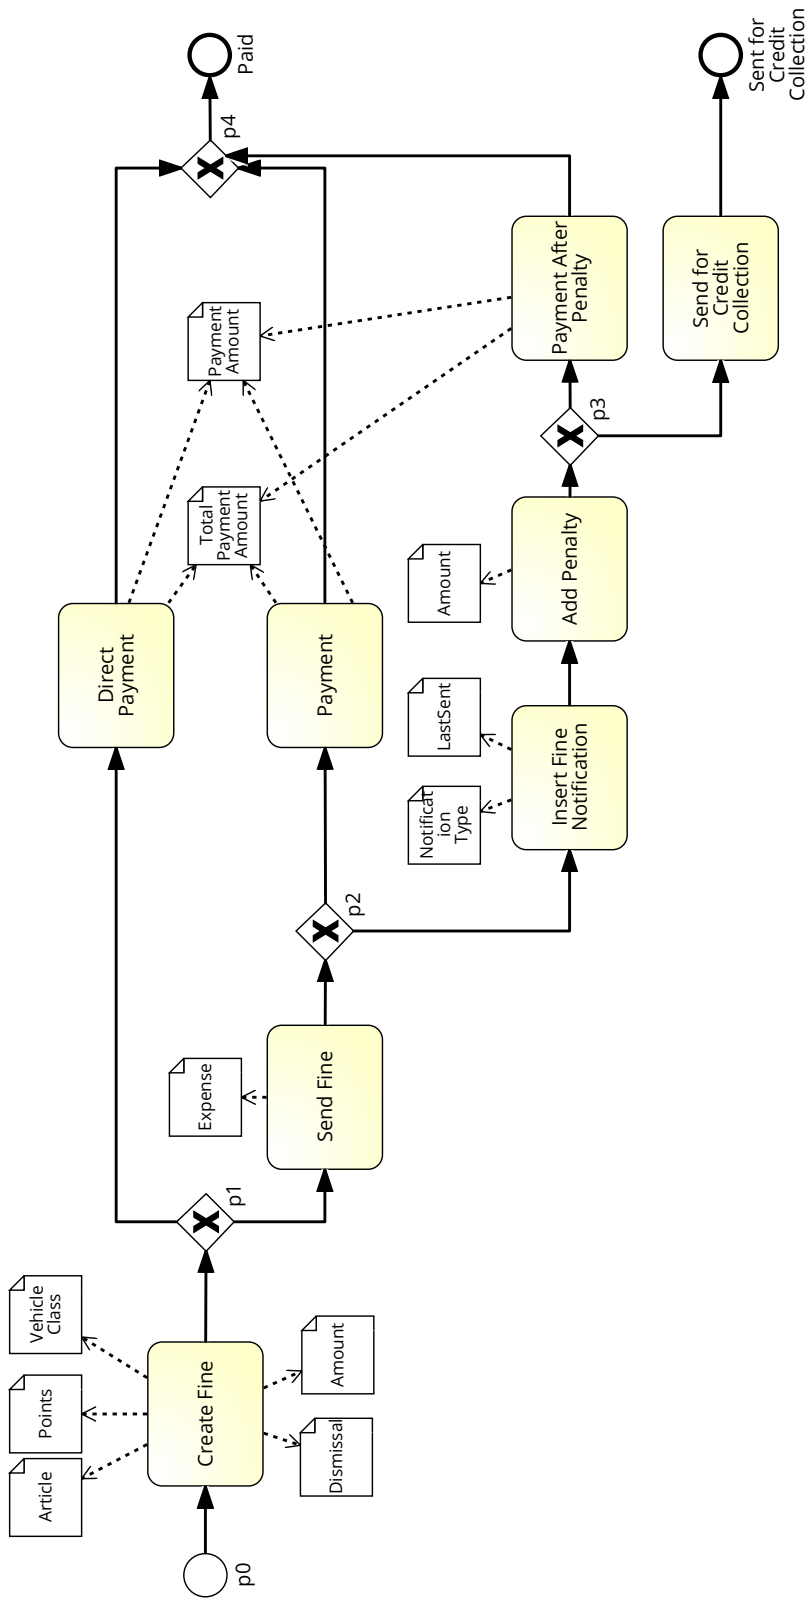 p0
Article
Points
Vehicle
Class
Create Fine
Dismissal
Amount
p1
Expense
Send Fine
p2
Direct
Payment
Payment
Notificat
ion
Type
LastSent
Insert Fine
Notification
Amount
Add Penalty
Total
Payment
Amount
Payment
Amount
p3
Payment After
Penalty
Send for
Credit
Collection
p4
Paid
Sent for
Credit
Collection